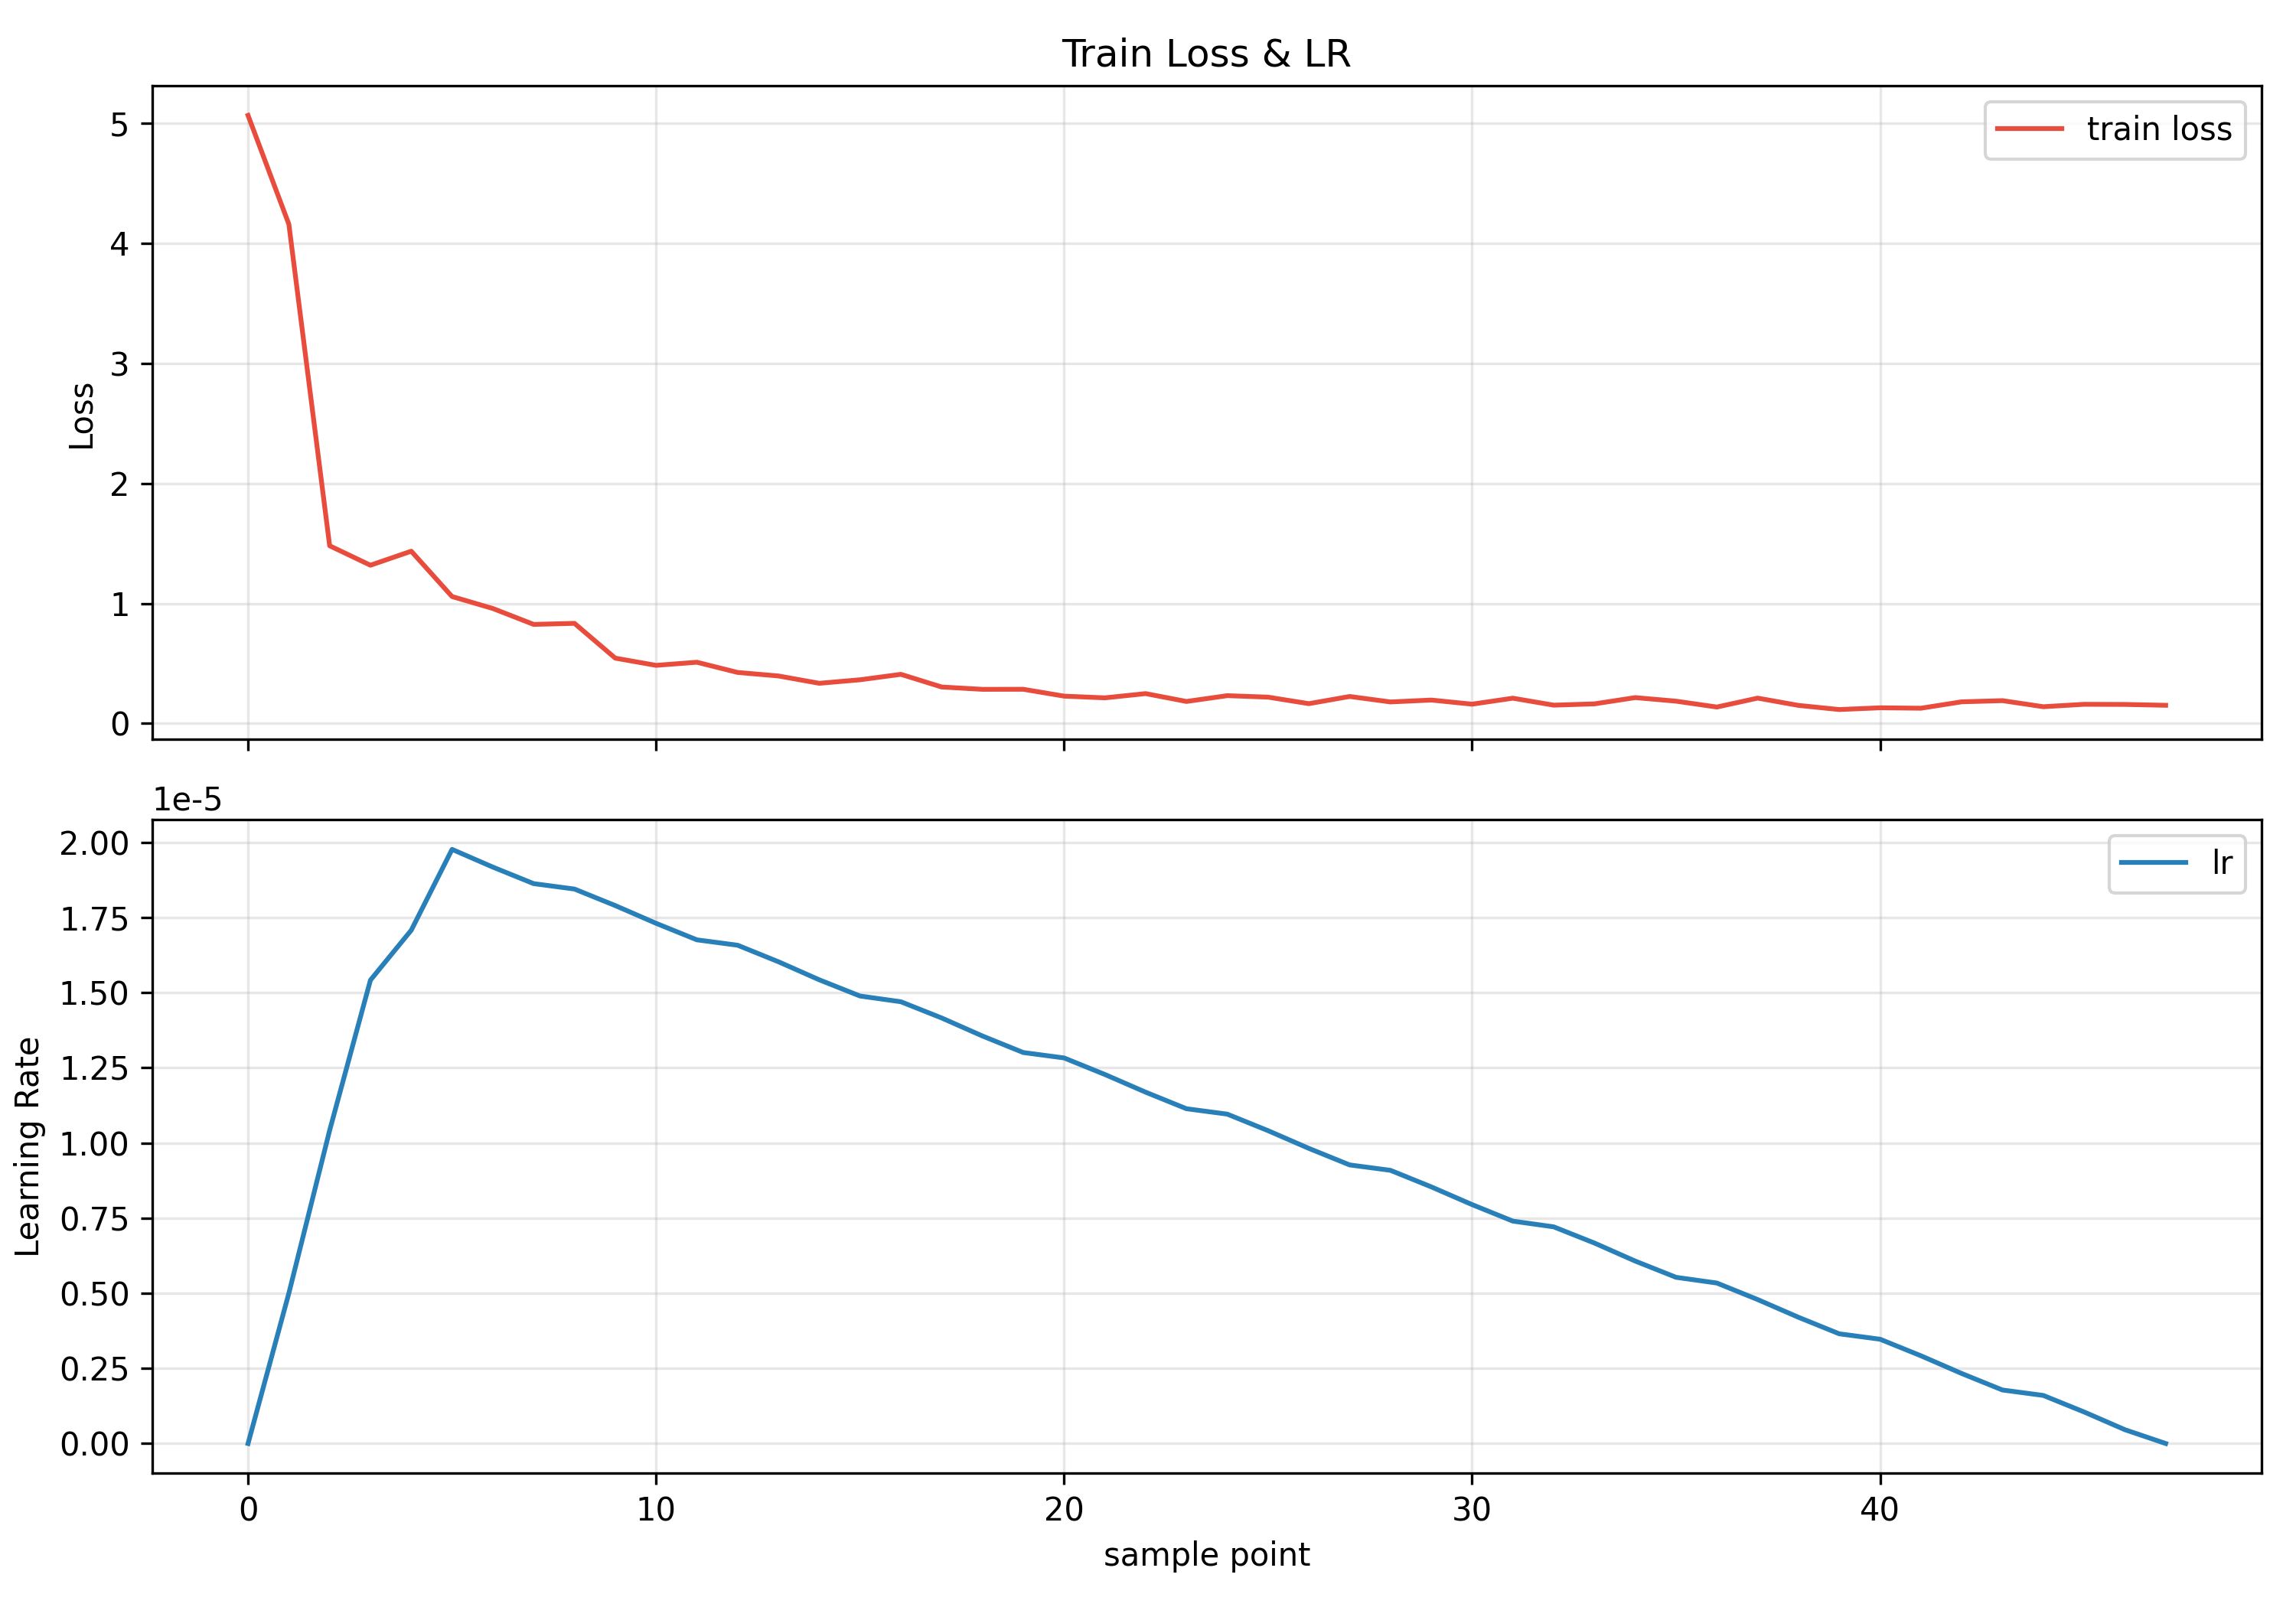 Train Loss & LR
train loss
5
4
3
2
1
0
Loss
1e-5
lr
2.00
1.75
1.50
1.25
1.00
0.75
0.50
0.25
0.00
Learning Rate
0 10 20 30 40
sample point